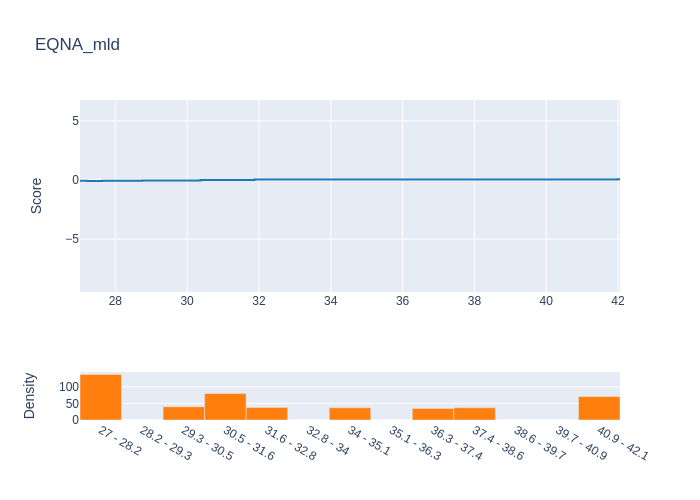 EQNA_mld
5
0
−5
Score
28 30 32 34 36 38 40 42
100
50
0
Density
27 - 28.2
28.2 - 29.3
29.3 - 30.5
30.5 - 31.6
31.6 - 32.8
32.8 - 34
34 - 35.1
35.1 - 36.3
36.3 - 37.4
37.4 - 38.6
38.6 - 39.7
39.7 - 40.9
40.9 - 42.1